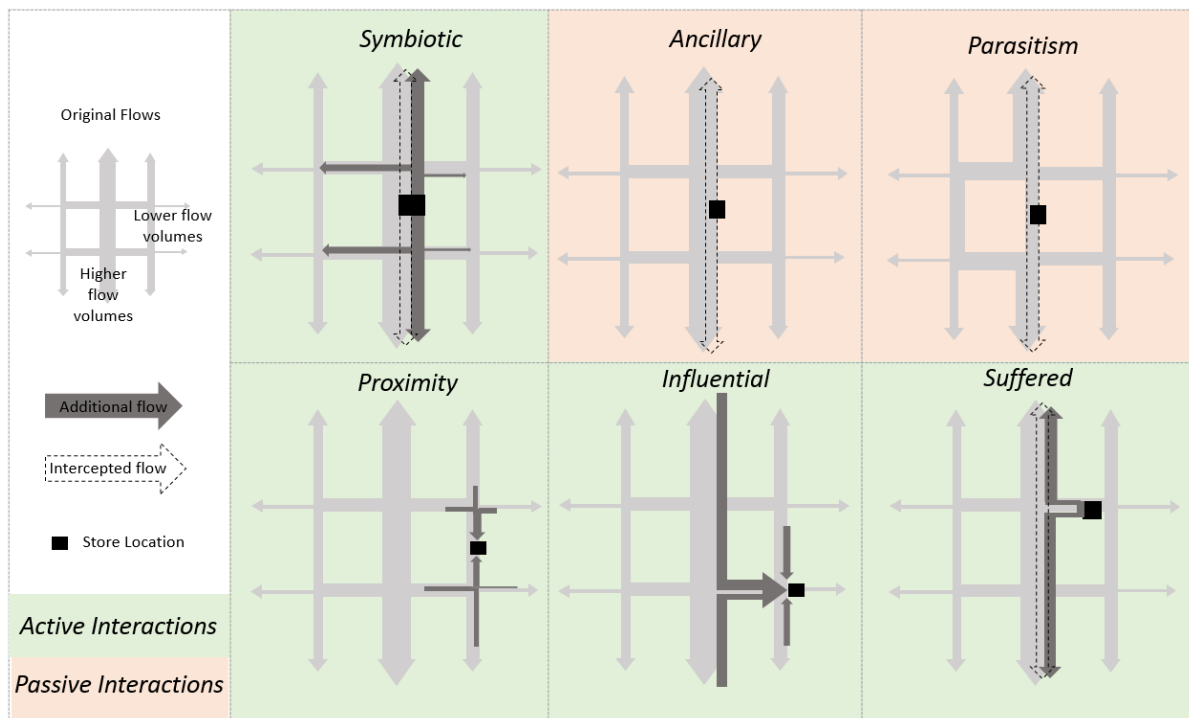 Original Flows
Lower flow
volumes
Higher
flow
volumes
Additional flow
Intercepted flow
Store Location
Active Interactions
Passive Interactions
Symbiotic
Ancillary
Parasitism
Proximity
Influential
Suffered